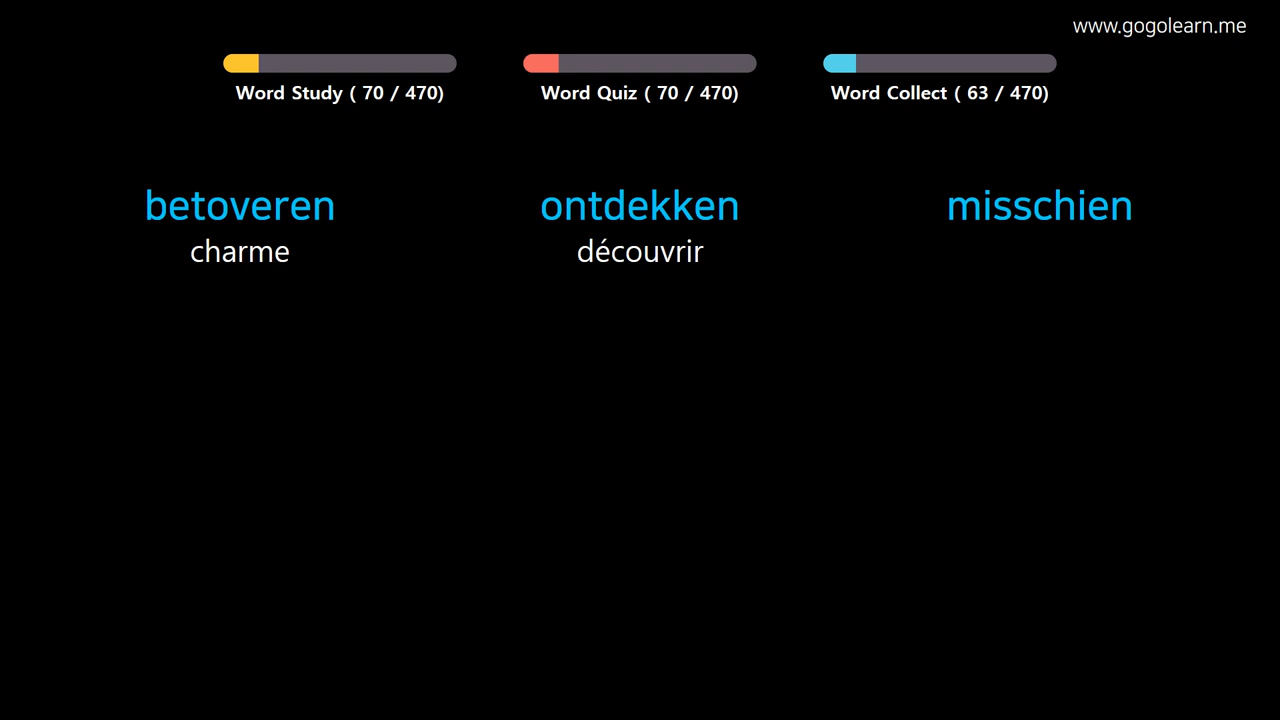 www.gogolearn.me
Word Study ( 70 / 470)
Word Quiz ( 70 / 470)
Word Collect ( 63 / 470)
betoveren
charme
ontdekken
découvrir
misschien